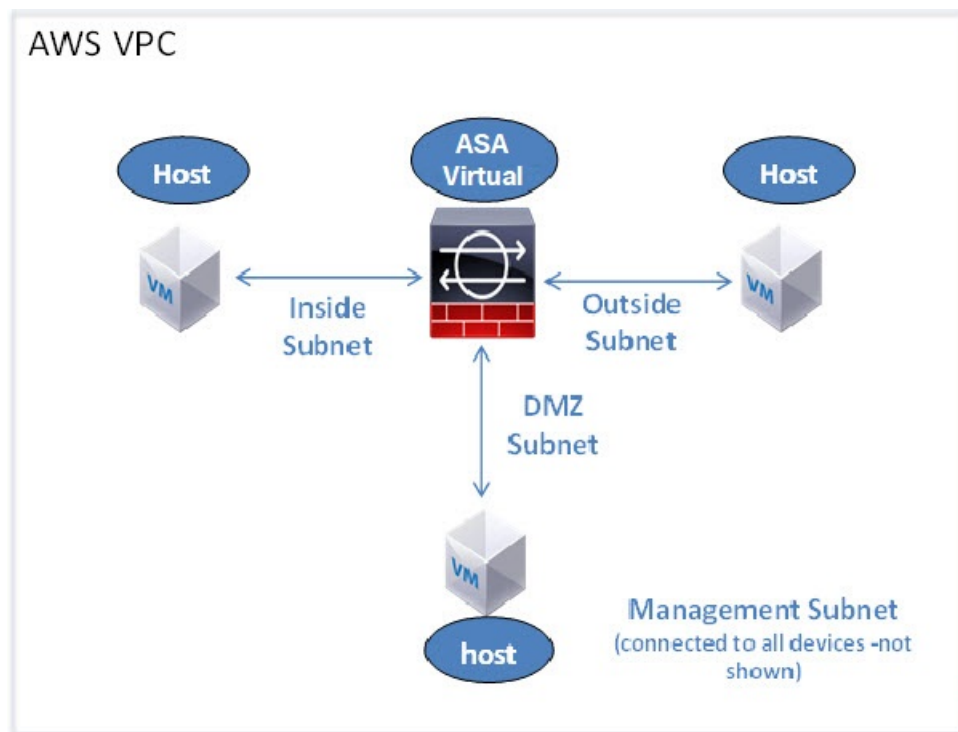 AWS VPC
Host
ASA
Virtual
Host
VM
VM
Inside
Subnet
Outside
Subnet
DMZ
Subnet
VM
host
Management Subnet
(connected to all devices -not
shown)